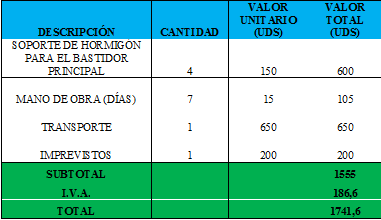 DESCRIPCIÓN CANTIDAD VALOR UNITARIO (UDS) VALOR TOTAL (UDS)
SOPORTE DE HORMIGON PARA EL BASTIDOR PRINCIPAL 4 150 600
MANO DE OBRA (DÍAS) 7 15 105
TRANSPORTE 1 650 650
IMPREVISTOS 1 200 200
SUBTOTAL 1555
I.V.A. 186,6
TOTAL 1741,6